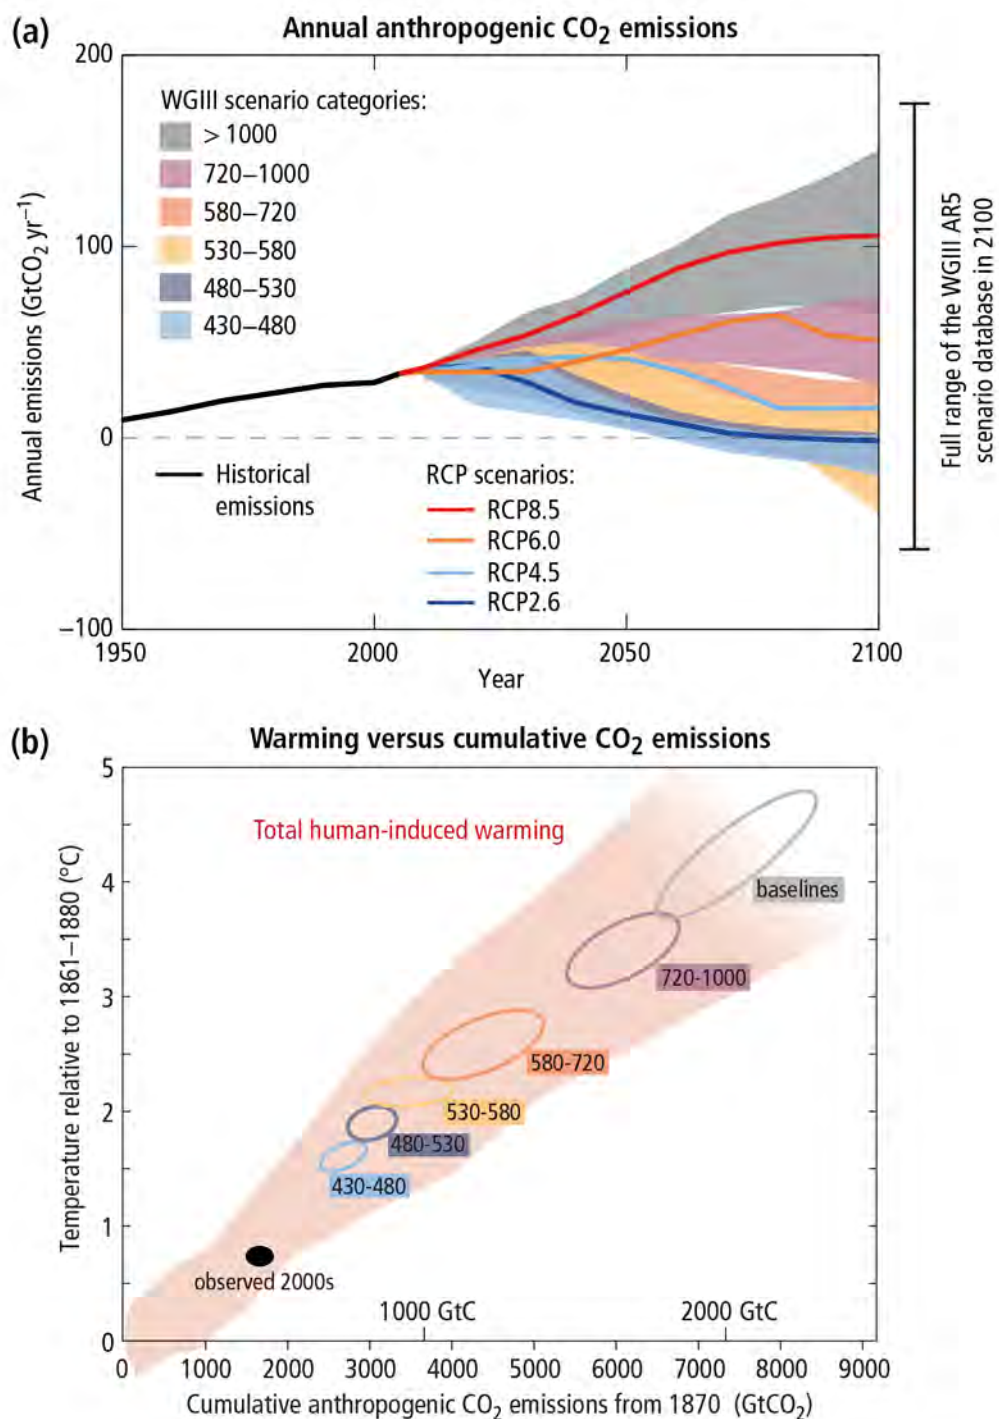 (a)
Annual anthropogenic CO₂ emissions
200
100
0
−100
1950
2000
2050
2100
Year
Annual emissions (GtCO₂ yr⁻¹)
WGIII scenario categories:
> 1000
720–1000
580–720
530–580
480–530
430–480
Historical
emissions
RCP scenarios:
RCP8.5
RCP6.0
RCP4.5
RCP2.6
Full range of the WGIII AR5
scenario database in 2100
(b)
Warming versus cumulative CO₂ emissions
5
4
3
2
1
0
Temperature relative to 1861–1880 (°C)
Total human-induced warming
baselines
720-1000
580-720
530-580
480-530
430-480
observed 2000s
1000 GtC
2000 GtC
0
1000
2000
3000
4000
5000
6000
7000
8000
9000
Cumulative anthropogenic CO₂ emissions from 1870 (GtCO₂)